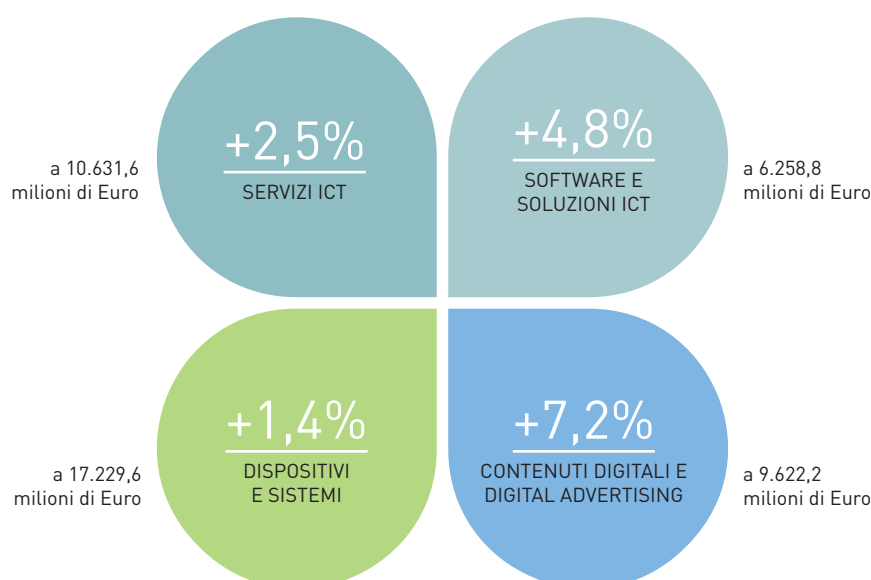 +2,5%
SERVIZI ICT
a 10.631,6
milioni di Euro
+4,8%
SOFTWARE E
SOLUZIONI ICT
a 6.258,8
milioni di Euro
+1,4%
DISPOSITIVI
E SISTEMI
a 17.229,6
milioni di Euro
+7,2%
CONTENUTI DIGITALI E
DIGITAL ADVERTISING
a 9.622,2
milioni di Euro